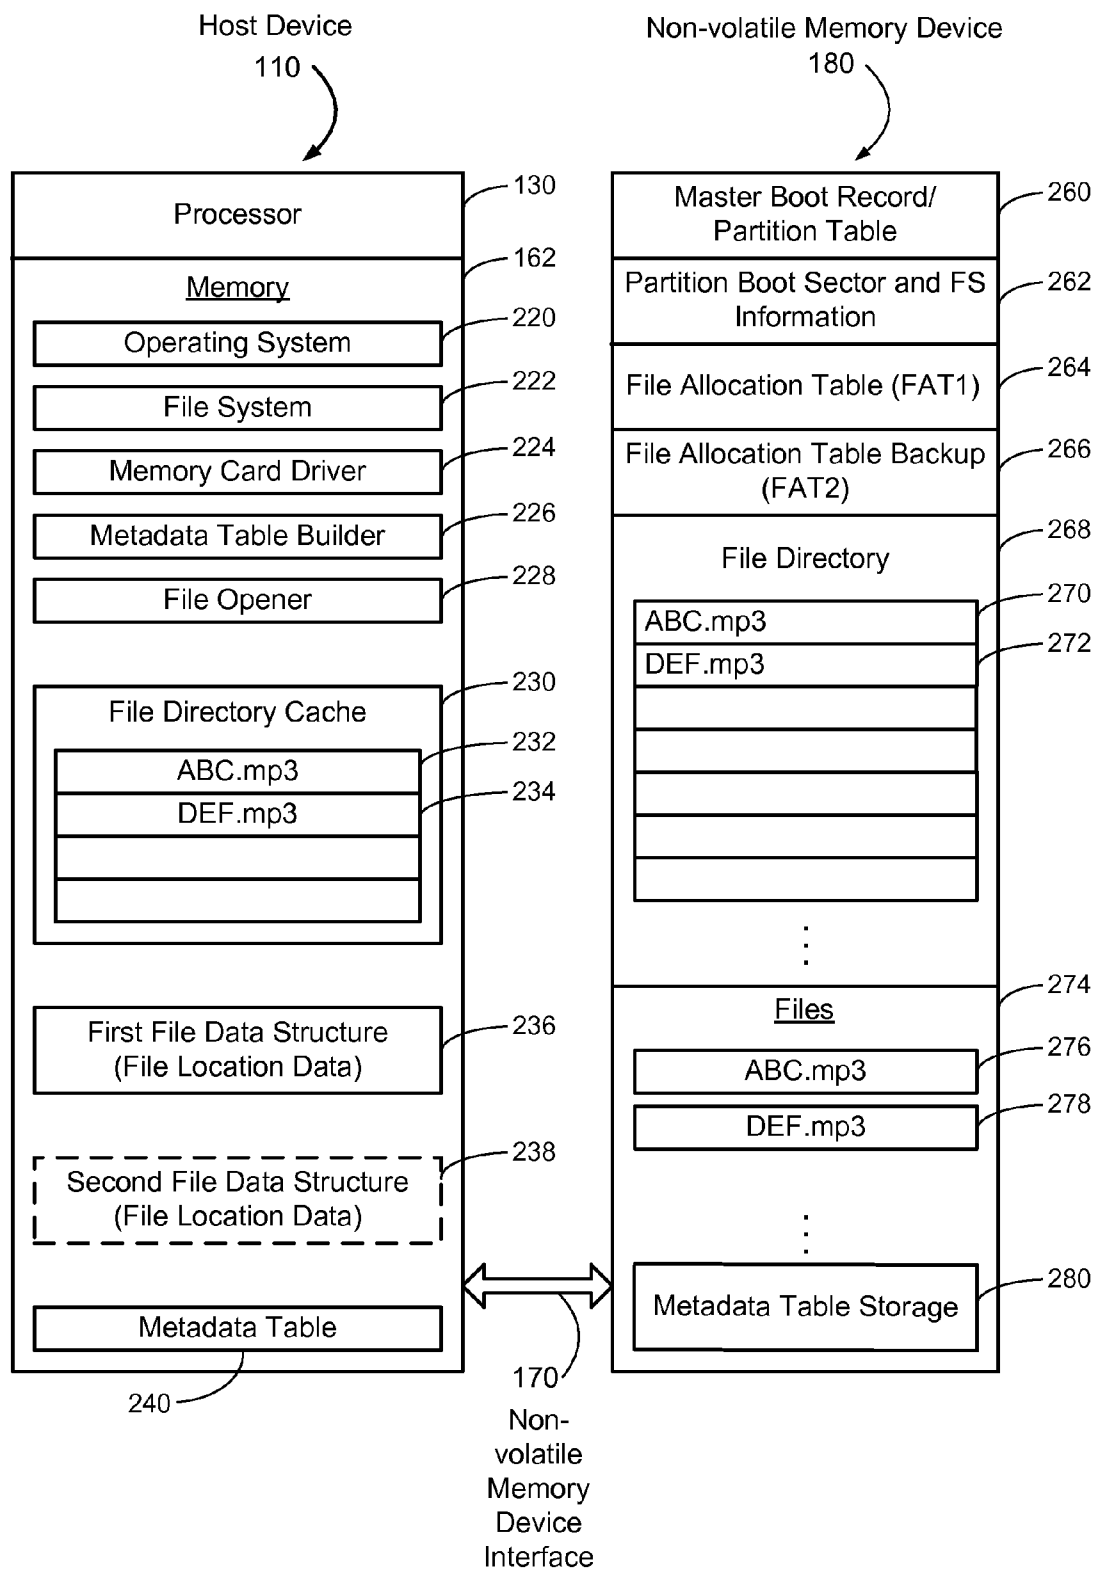 Host Device
110
Non-volatile Memory Device
180
Processor
130
Memory
162
Operating System
220
File System
222
Memory Card Driver
224
Metadata Table Builder
226
File Opener
228
File Directory Cache
230
ABC.mp3
232
DEF.mp3
234
First File Data Structure
(File Location Data)
236
Second File Data Structure
(File Location Data)
238
Metadata Table
240
170
Non-
volatile
Memory
Device
Interface
Master Boot Record/
Partition Table
260
Partition Boot Sector and FS
Information
262
File Allocation Table (FAT1)
264
File Allocation Table Backup
(FAT2)
266
File Directory
268
ABC.mp3
270
DEF.mp3
272
Files
274
ABC.mp3
276
DEF.mp3
278
Metadata Table Storage
280